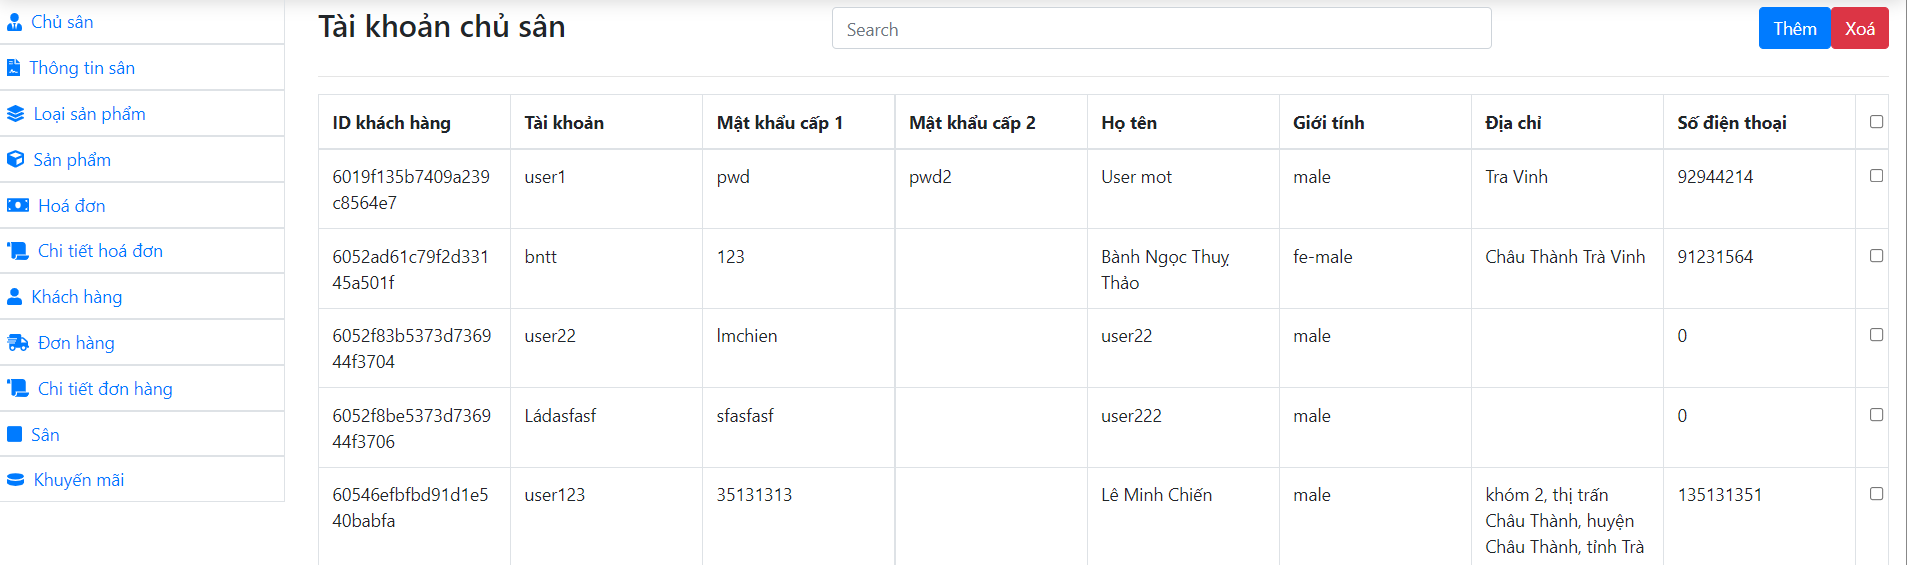 Chủ sân
Thông tin sân
Loại sản phẩm
Sản phẩm
Hoá đơn
Chi tiết hoá đơn
Khách hàng
Đơn hàng
Chi tiết đơn hàng
Sân
Khuyến mãi
Tài khoản chủ sân
Search
Thêm
Xoá
ID khách hàng Tài khoản Mật khẩu cấp 1 Mật khẩu cấp 2 Họ tên Giới tính Địa chỉ Số điện thoại
6019f135b7409a239 user1 pwd pwd2 User mot male Tra Vinh 92944214
c8564e7
6052ad61c79f2d331 bntt 123 Bành Ngọc Thuỵ fe-male Châu Thành Trà Vinh 91231564
45a501f Thảo
6052f83b5373d7369 user22 lmchien user22 male 0
44f3704
6052f8be5373d7369 Ládasfasf sfasfasf user222 male 0
44f3706
60546efbfbd91d1e5 user123 35131313 Lê Minh Chiến male khóm 2, thị trấn 135131351
40babfa Châu Thành, huyện
Châu Thành, tỉnh Trà